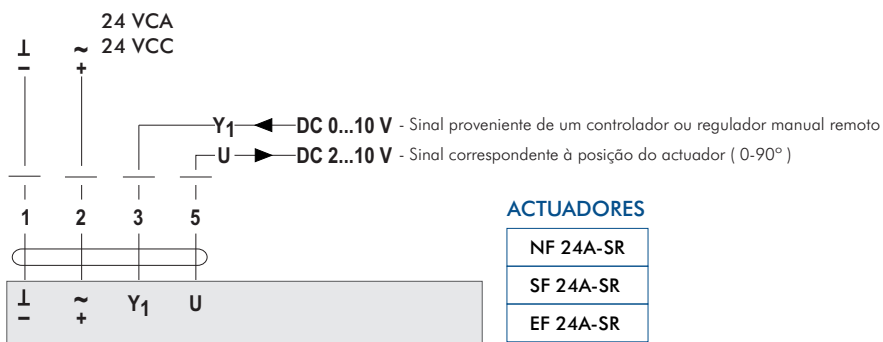 24 VCA
⊥ ~ 24 VCC
− +
Y1 DC 0...10 V - Sinal proveniente de um controlador ou regulador manual remoto
U DC 2...10 V - Sinal correspondente à posição do actuador ( 0-90º )
1 2 3 5
ACTUADORES
NF 24A-SR
SF 24A-SR
EF 24A-SR
⊥ ~ Y1 U
− +